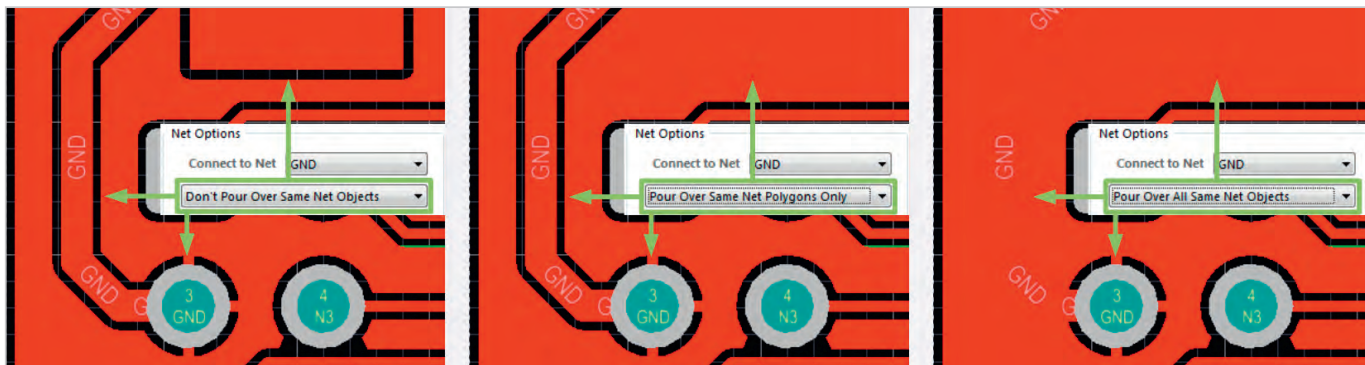 GND
Net Options
Connect to Net GND
GND
Don't Pour Over Same Net Objects
GND
3
GND
4
N3
GND
Net Options
Connect to Net GND
GND
Pour Over Same Net Polygons Only
GND
3
GND
4
N3
GND
Net Options
Connect to Net GND
GND
Pour Over All Same Net Objects
GND
3
GND
4
N3